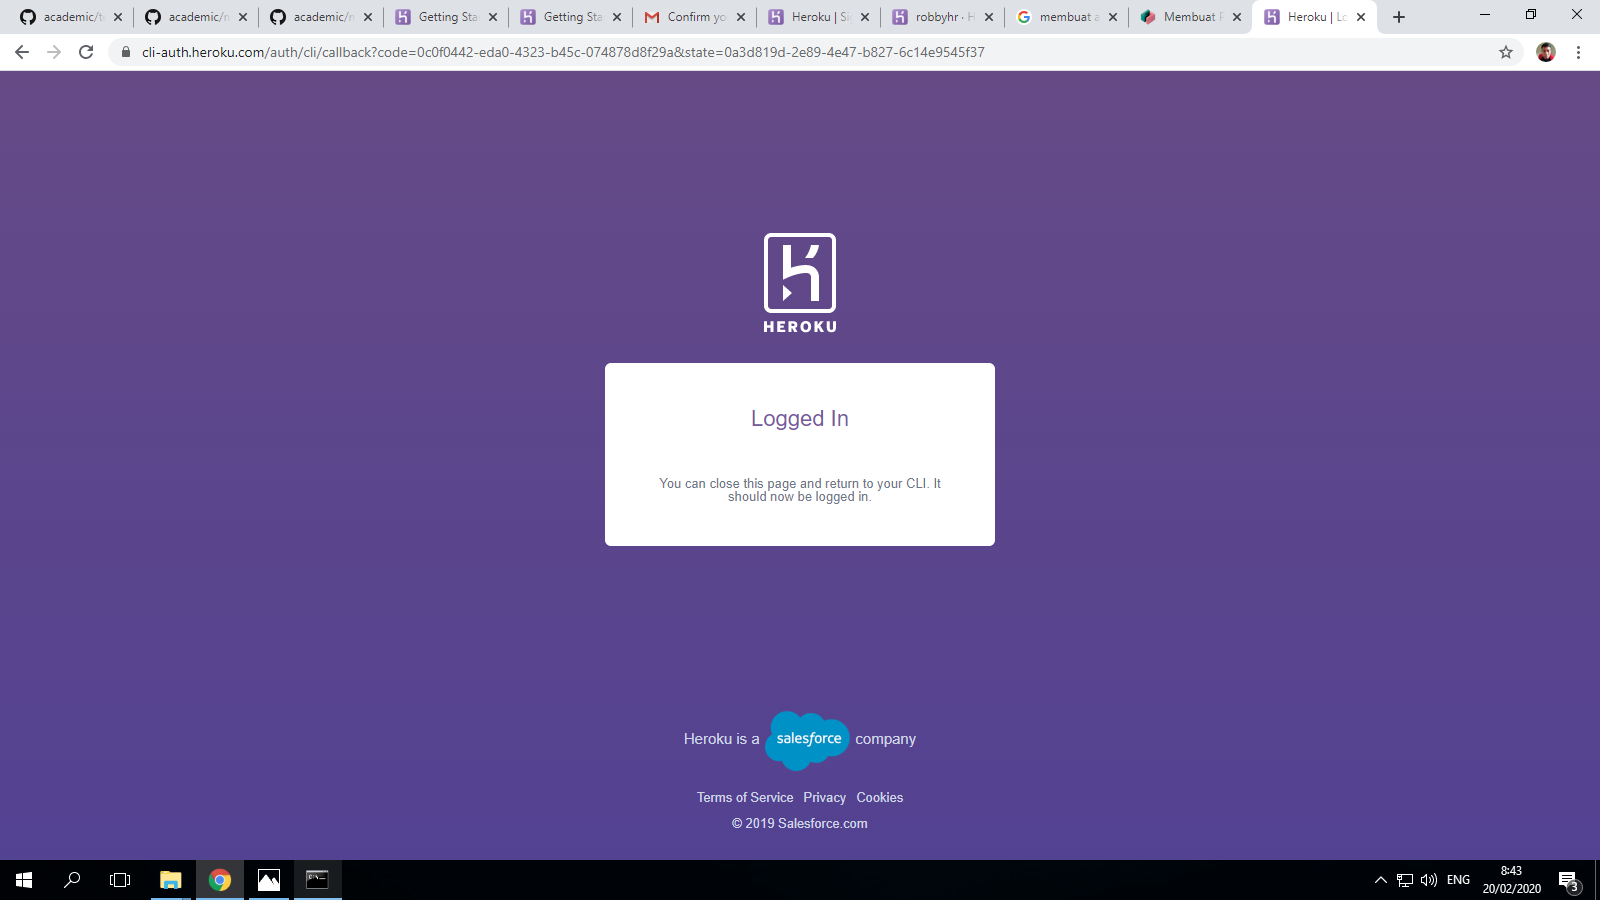 academic/t
academic/r
academic/r
Getting Sta
Getting Sta
Confirm yo
Heroku | Si
robbyhr · H
membuat a
Membuat P
Heroku | Lo
cli-auth.heroku.com/auth/cli/callback?code=0c0f0442-eda0-4323-b45c-074878d8f29a&state=0a3d819d-2e89-4e47-b827-6c14e9545f37
HEROKU
Logged In
You can close this page and return to your CLI. It
should now be logged in.
Heroku is a salesforce company
Terms of Service Privacy Cookies
© 2019 Salesforce.com
ENG
8:43
20/02/2020
3